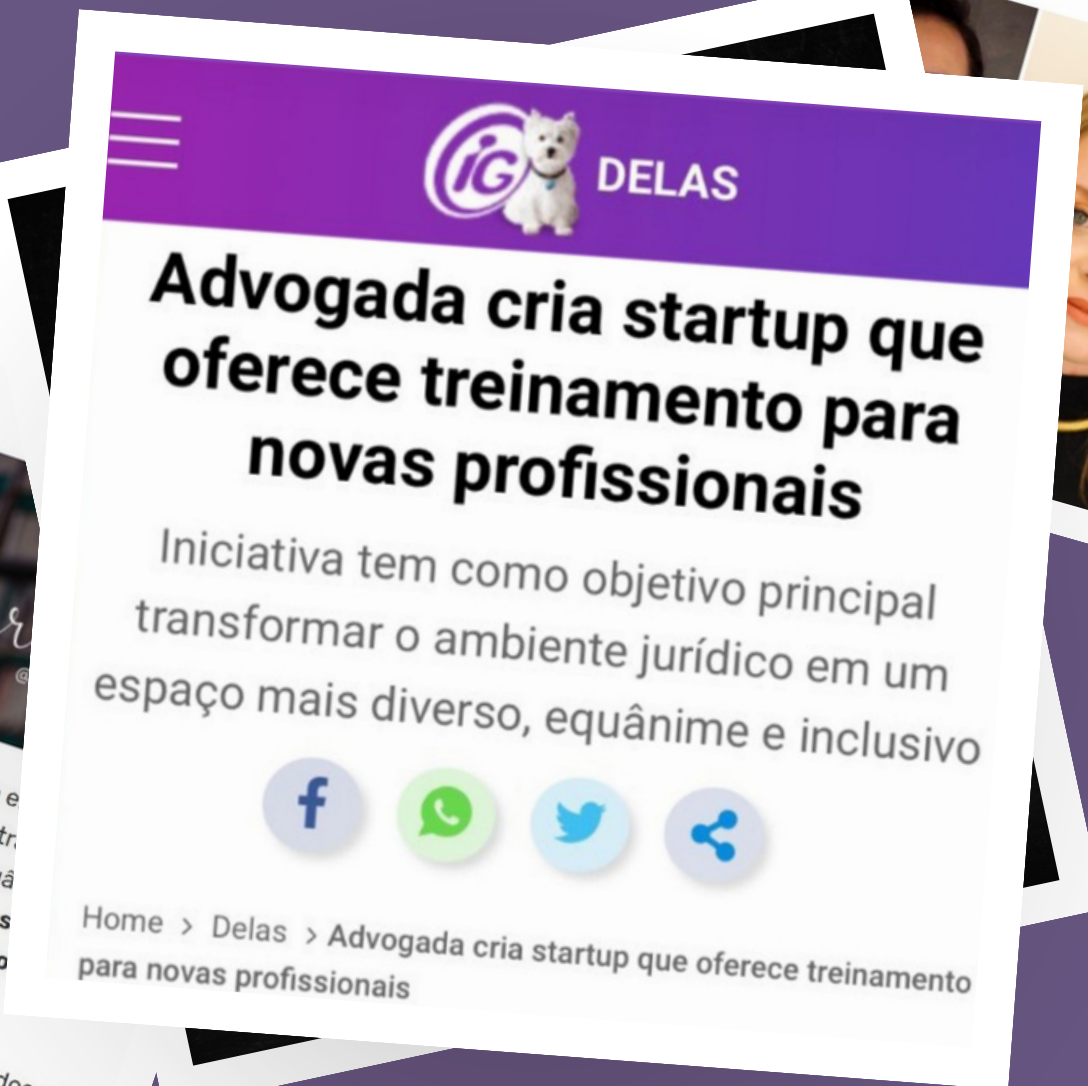 iG DELAS
Advogada cria startup que
oferece treinamento para
novas profissionais
Iniciativa tem como objetivo principal
transformar o ambiente jurídico em um
espaço mais diverso, equânime e inclusivo
Home > Delas > Advogada cria startup que oferece treinamento
para novas profissionais